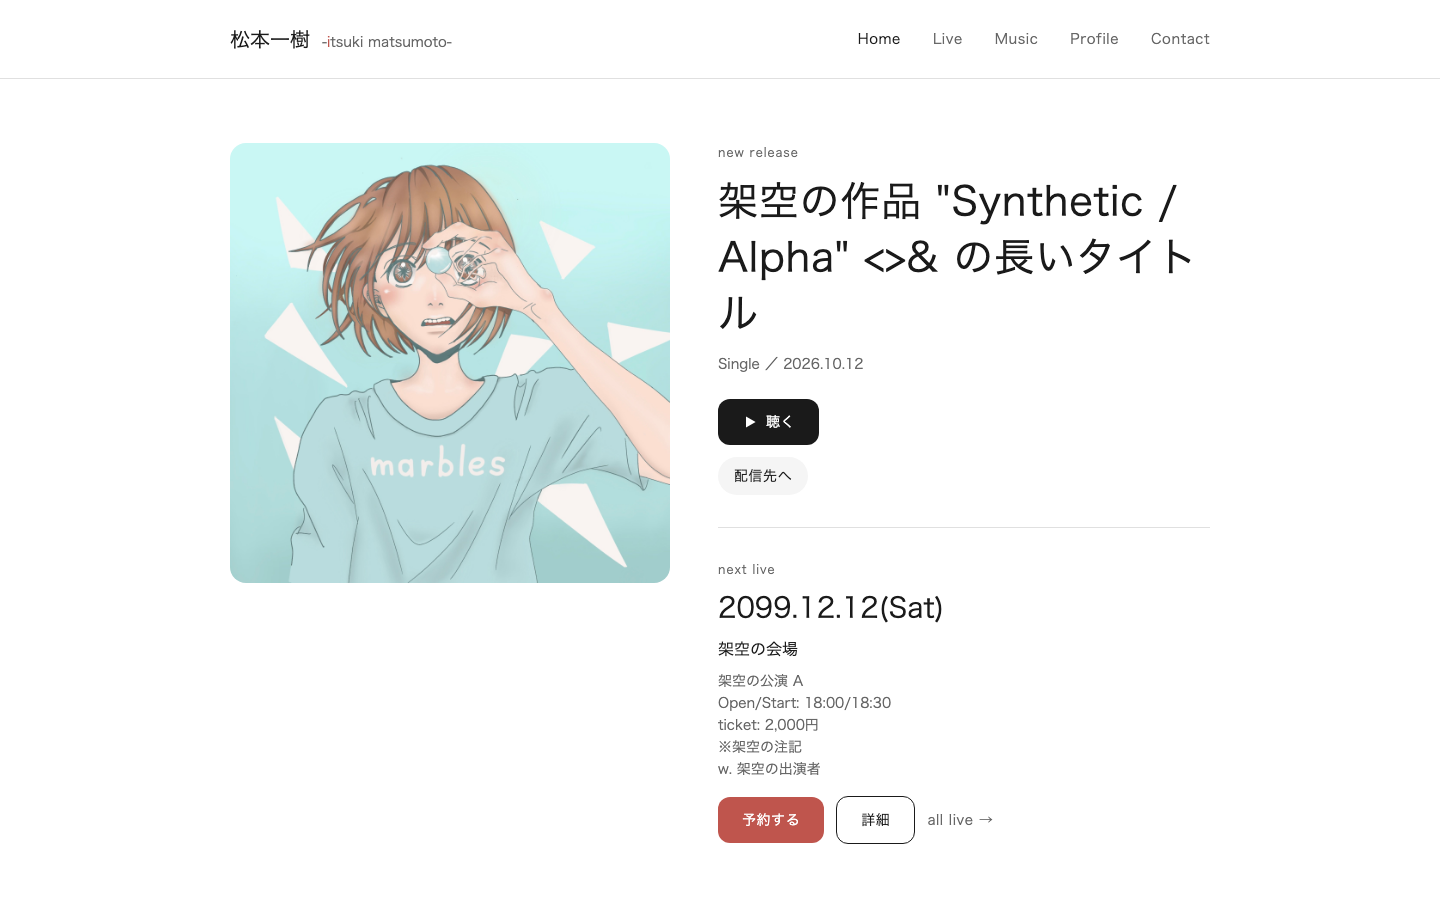 松本一樹 -itsuki matsumoto-
Home Live Music Profile Contact
marbles
new release
架空の作品 "Synthetic /
Alpha" <>& の長いタイト
ル
Single ／ 2026.10.12
▶ 聴く
配信先へ
next live
2099.12.12(Sat)
架空の会場
架空の公演 A
Open/Start: 18:00/18:30
ticket: 2,000円
※架空の注記
w. 架空の出演者
予約する 詳細 all live →